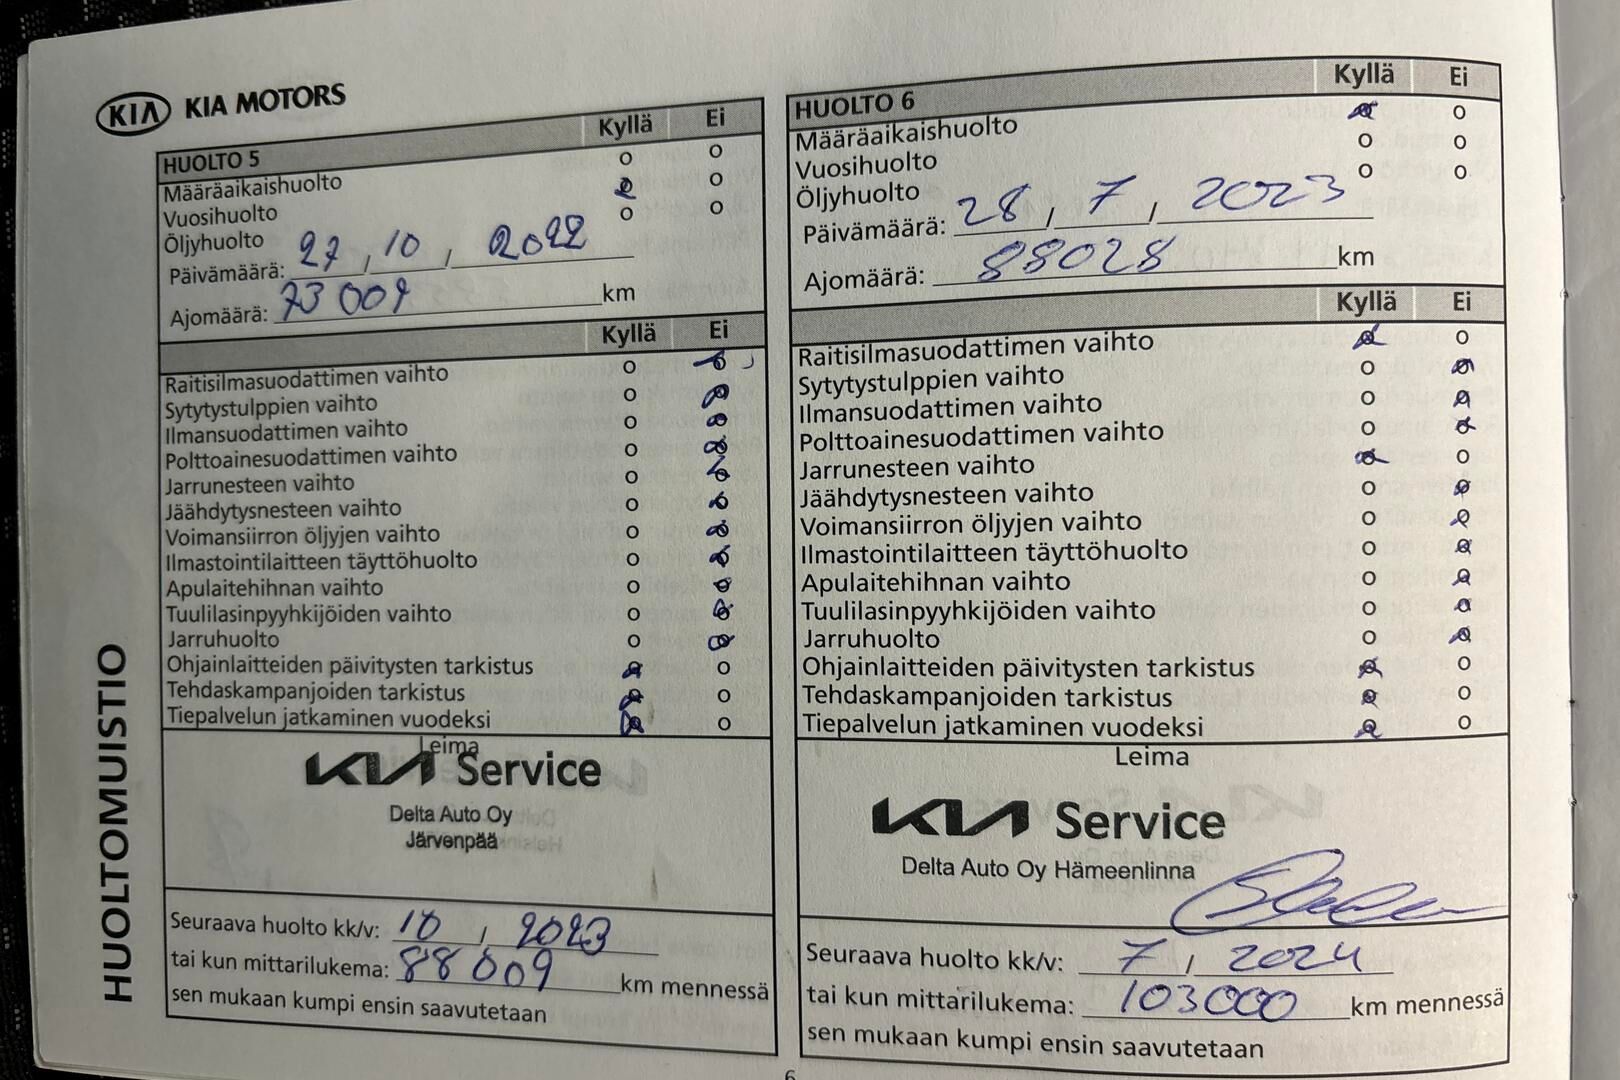 KIA KIA MOTORS
HUOLTOMUISTIO
Kyllä Ei
HUOLTO 5
Määräaikaishuolto o o
Vuosihuolto o o
Öljyhuolto o o
Päivämäärä: 27, 10, 2022
Ajomäärä: 73 009 km
Kyllä Ei
Raitisilmasuodattimen vaihto o o
Sytytystulppien vaihto o o
Ilmansuodattimen vaihto o o
Polttoainesuodattimen vaihto o o
Jarrunesteen vaihto o o
Jäähdytysnesteen vaihto o o
Voimansiirron öljyjen vaihto o o
Ilmastointilaitteen täyttöhuolto o o
Apulaitehihnan vaihto o o
Tuulilasinpyyhkijöiden vaihto o o
Jarruhuolto o o
Ohjainlaitteiden päivitysten tarkistus o o
Tehdaskampanjoiden tarkistus o o
Tiepalvelun jatkaminen vuodeksi o o
Leima
KIA Service
Delta Auto Oy
Järvenpää
Seuraava huolto kk/v: 10 / 2023
tai kun mittarilukema: 88 009 km mennessä
sen mukaan kumpi ensin saavutetaan
Kyllä Ei
HUOLTO 6
Määräaikaishuolto o o
Vuosihuolto o o
Öljyhuolto o o
Päivämäärä: 28, 7, 2023
Ajomäärä: 88028 km
Kyllä Ei
Raitisilmasuodattimen vaihto o o
Sytytystulppien vaihto o o
Ilmansuodattimen vaihto o o
Polttoainesuodattimen vaihto o o
Jarrunesteen vaihto o o
Jäähdytysnesteen vaihto o o
Voimansiirron öljyjen vaihto o o
Ilmastointilaitteen täyttöhuolto o o
Apulaitehihnan vaihto o o
Tuulilasinpyyhkijöiden vaihto o o
Jarruhuolto o o
Ohjainlaitteiden päivitysten tarkistus o o
Tehdaskampanjoiden tarkistus o o
Tiepalvelun jatkaminen vuodeksi o o
Leima
KIA Service
Delta Auto Oy Hämeenlinna
Seuraava huolto kk/v: 7 / 2024
tai kun mittarilukema: 103000 km mennessä
sen mukaan kumpi ensin saavutetaan
6